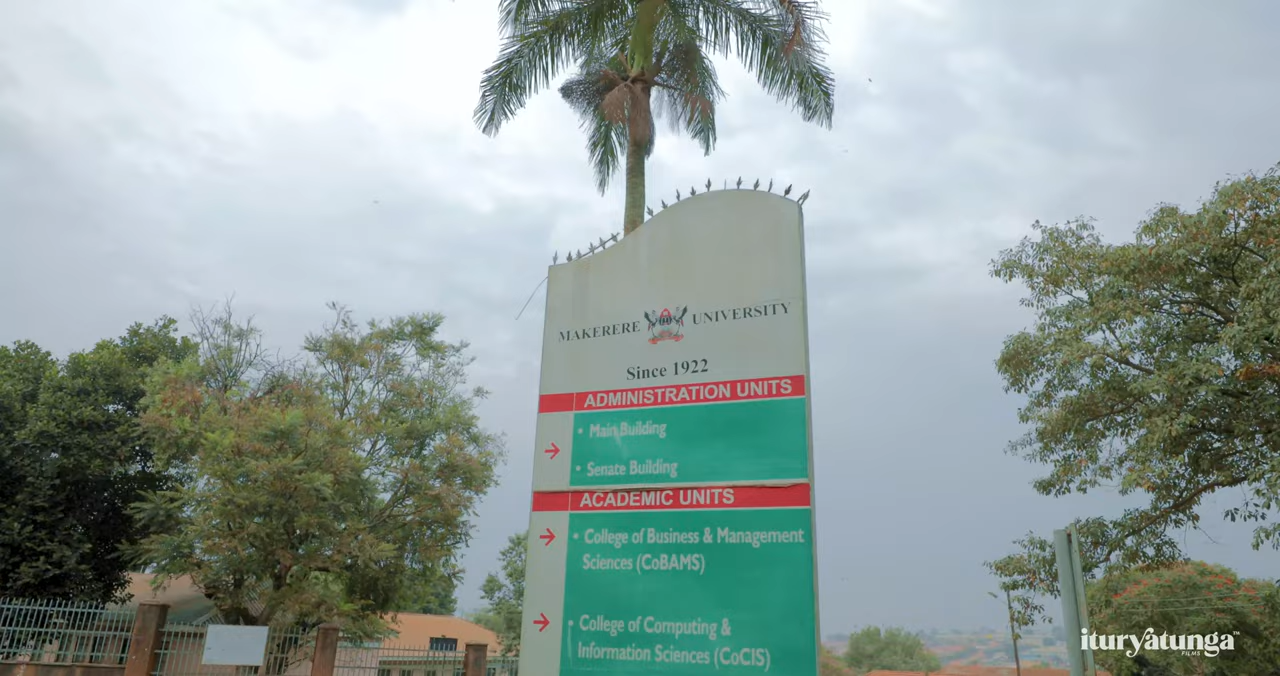 MAKERERE UNIVERSITY
Since 1922
ADMINISTRATION UNITS
• Main Building
• Senate Building
ACADEMIC UNITS
• College of Business & Management
Sciences (CoBAMS)
• College of Computing &
Information Sciences (CoCIS)
ituryatunga™
FILMS